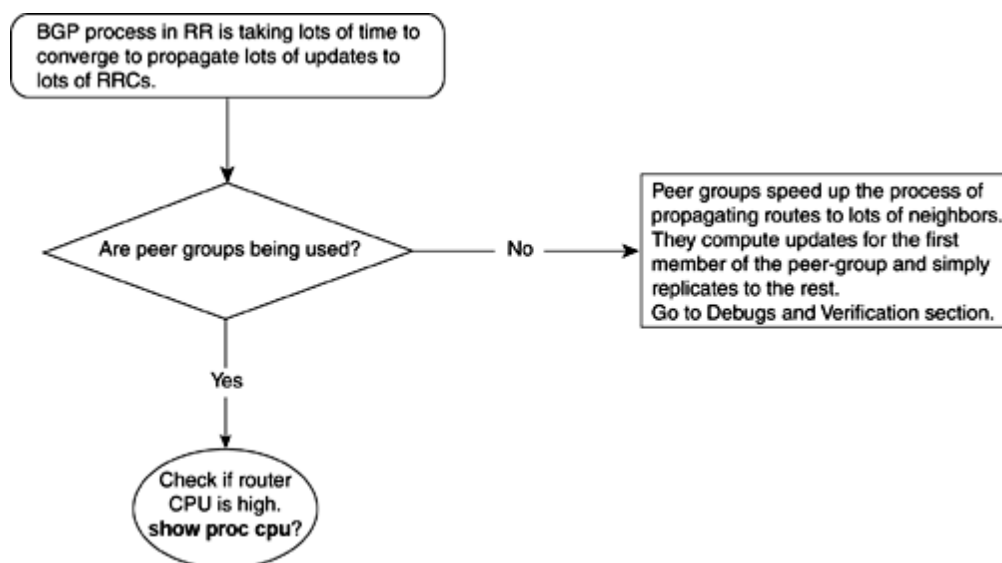 BGP process in RR is taking lots of time to
converge to propagate lots of updates to
lots of RRCs.
Are peer groups being used?
No
Peer groups speed up the process of
propagating routes to lots of neighbors.
They compute updates for the first
member of the peer-group and simply
replicates to the rest.
Go to Debugs and Verification section.
Yes
Check if router
CPU is high.
show proc cpu?